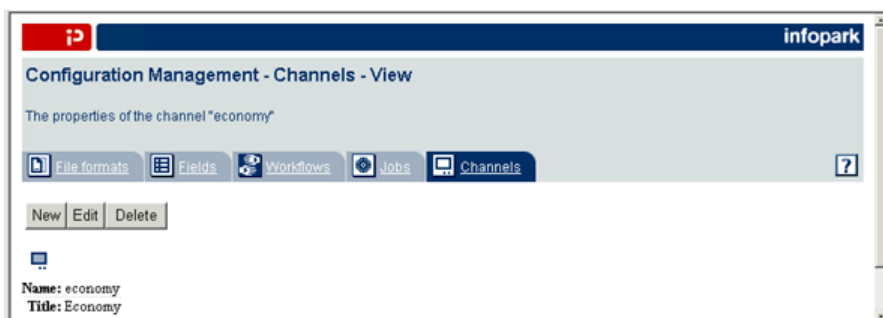 infopark
Configuration Management - Channels - View
The properties of the channel "economy"
File formats Fields Workflows Jobs Channels ?
New Edit Delete
Name: economy
Title: Economy